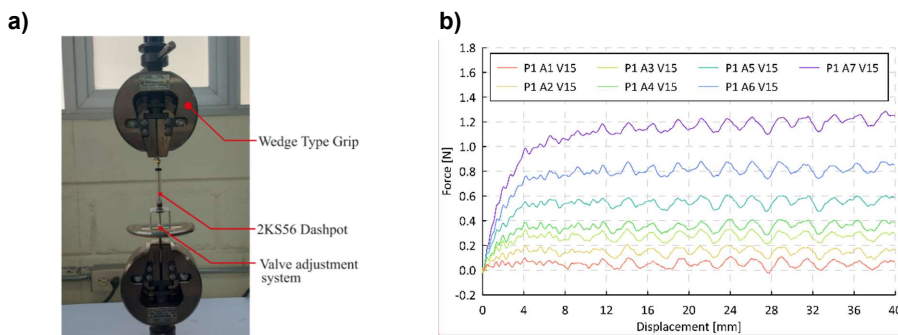 a)
b)
Wedge Type Grip
2KS56 Dashpot
Valve adjustment
system
P1 A1 V15 P1 A3 V15 P1 A5 V15 P1 A7 V15
P1 A2 V15 P1 A4 V15 P1 A6 V15
Force [N]
1.8
1.6
1.4
1.2
1.0
0.8
0.6
0.4
0.2
0.0
-0.2
0 4 8 12 16 20 24 28 32 36 40
Displacement [mm]